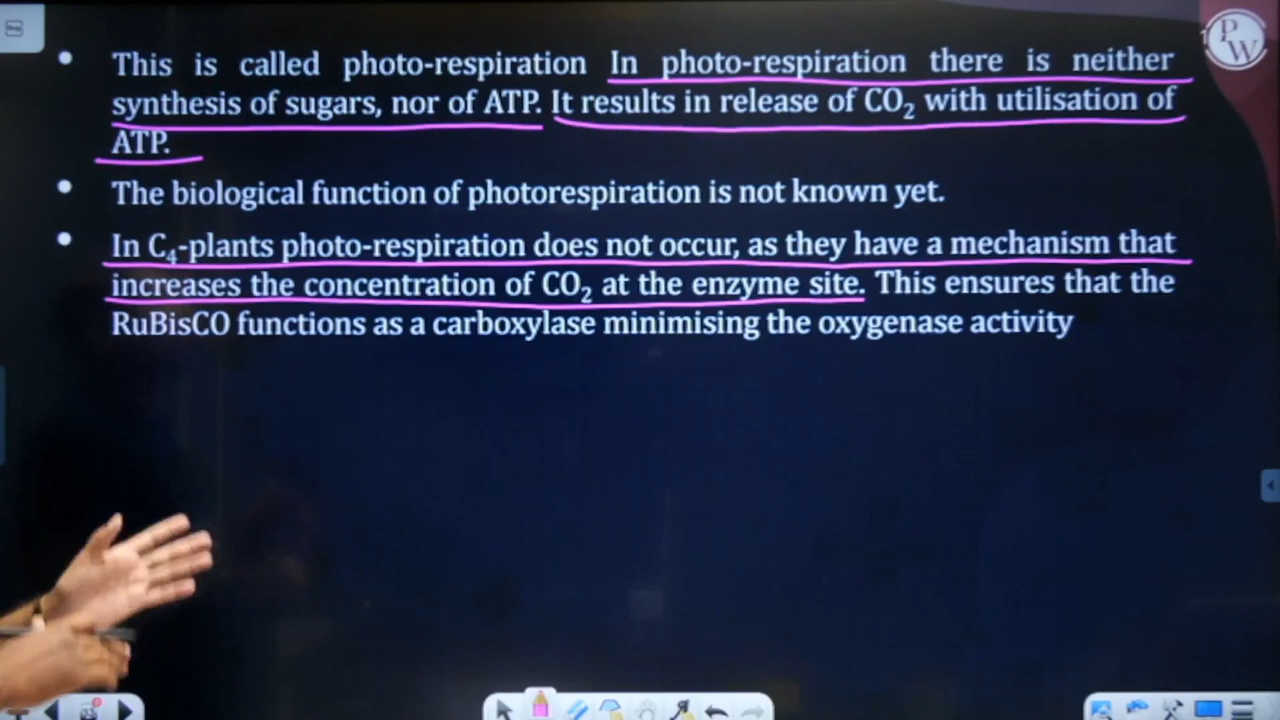 This is called photo-respiration In photo-respiration there is neither
synthesis of sugars, nor of ATP. It results in release of CO₂ with utilisation of
ATP.
The biological function of photorespiration is not known yet.
In C₄-plants photo-respiration does not occur, as they have a mechanism that
increases the concentration of CO₂ at the enzyme site. This ensures that the
RuBisCO functions as a carboxylase minimising the oxygenase activity
P
W